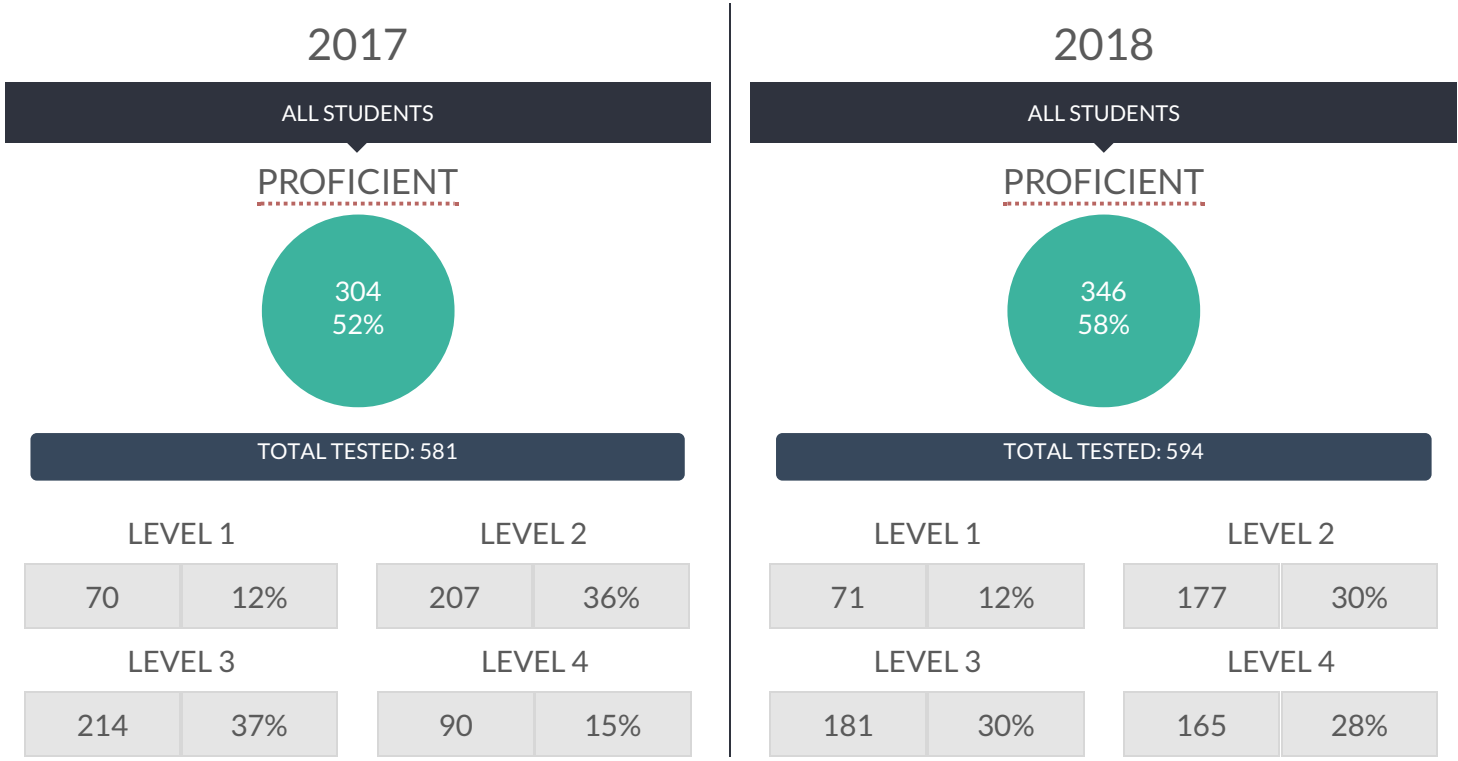 2017
ALL STUDENTS
PROFICIENT
304
52%
TOTAL TESTED: 581
LEVEL 1
LEVEL 2
70 12%
207 36%
LEVEL 3
LEVEL 4
214 37%
90 15%
2018
ALL STUDENTS
PROFICIENT
346
58%
TOTAL TESTED: 594
LEVEL 1
LEVEL 2
71 12%
177 30%
LEVEL 3
LEVEL 4
181 30%
165 28%